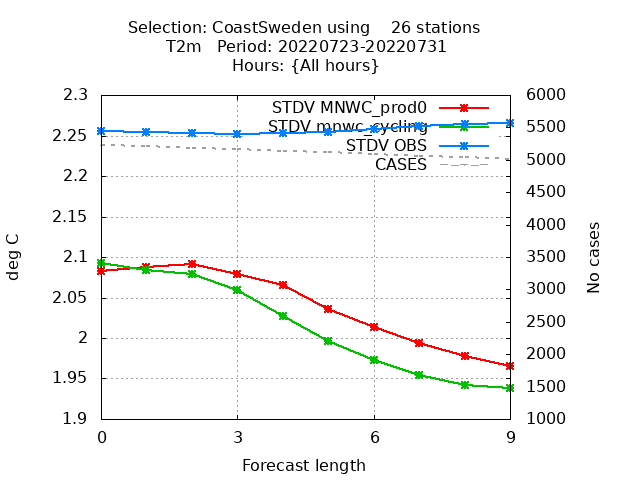 Selection: CoastSweden using    26 stations
T2m   Period: 20220723-20220731
Hours: {All hours}
STDV MNWC_prod0
STDV mnwc_cycling
STDV OBS
CASES
2.3
2.25
2.2
2.15
2.1
2.05
2
1.95
1.9
6000
5500
5000
4500
4000
3500
3000
2500
2000
1500
1000
deg C
No cases
0
3
6
9
Forecast length